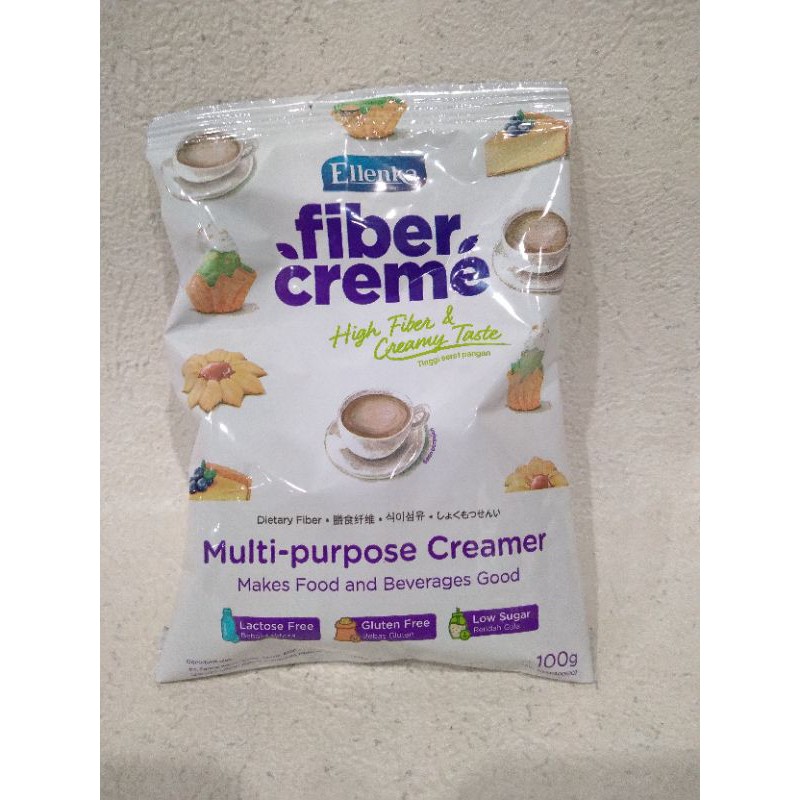 Ellenka
fiber
creme
High Fiber &
Creamy Taste
Tinggi serat pangan
Dietary Fiber • 膳食纤维 • 식이섬유 • しょくもつせんい
Multi-purpose Creamer
Makes Food and Beverages Good
Lactose Free
Gluten Free
Bebas Gluten
Low Sugar
Rendah Gula
100g